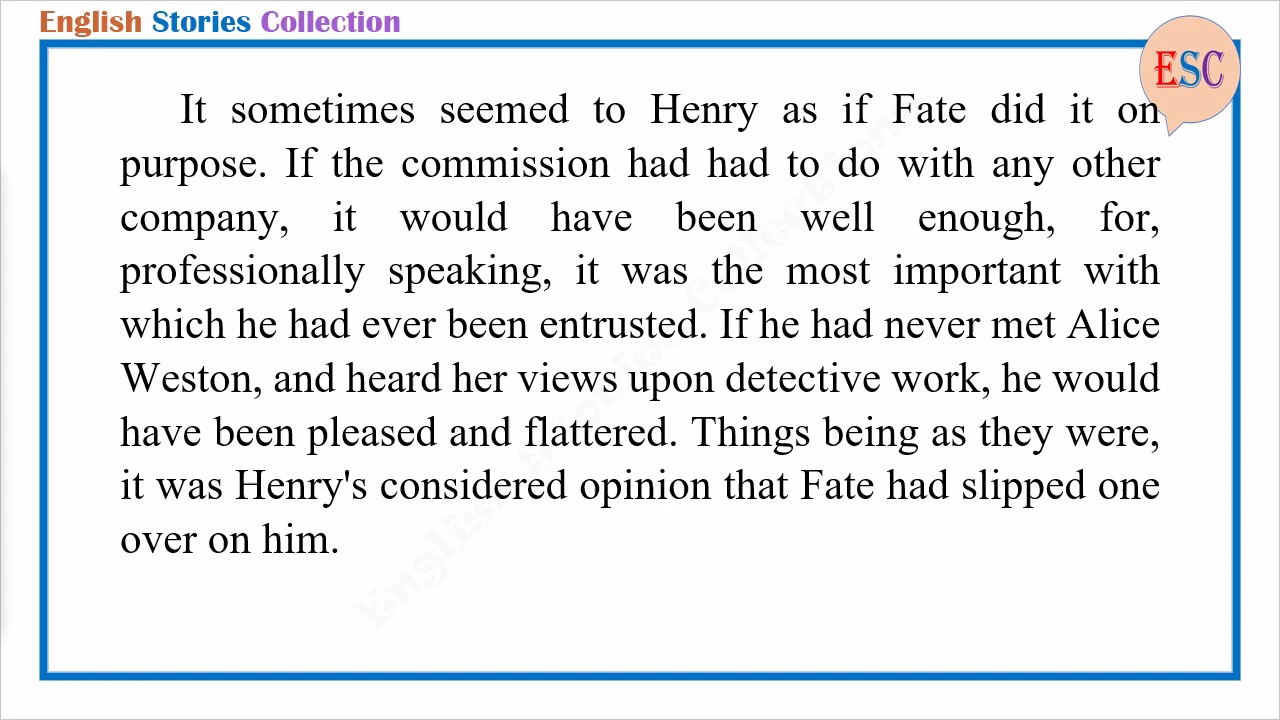 English Stories Collection
ESC
It sometimes seemed to Henry as if Fate did it on
purpose. If the commission had had to do with any other
company, it would have been well enough, for,
professionally speaking, it was the most important with
which he had ever been entrusted. If he had never met Alice
Weston, and heard her views upon detective work, he would
have been pleased and flattered. Things being as they were,
it was Henry's considered opinion that Fate had slipped one
over on him.
English Stories Collection